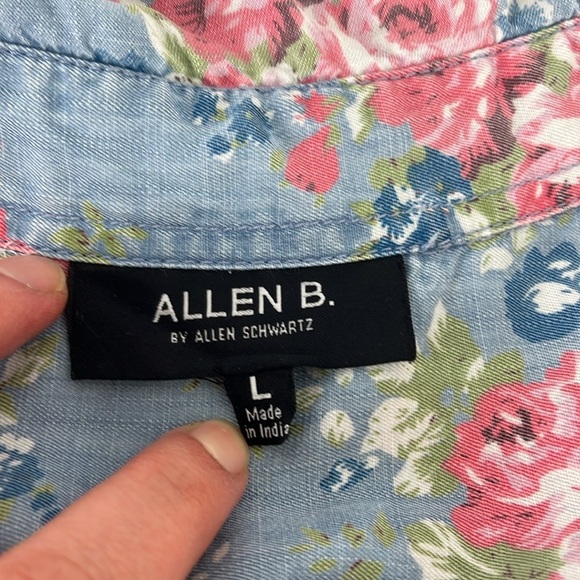 ALLEN B.
BY ALLEN SCHWARTZ
L
Made
in India